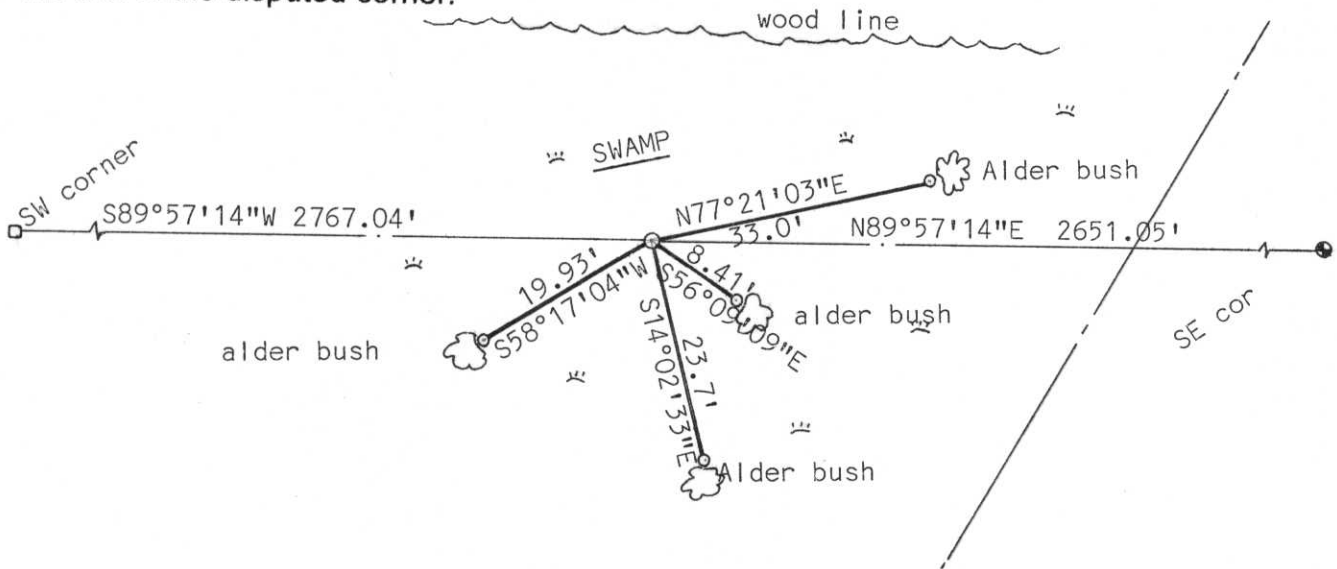 disputed corner.
wood line
SW corner
SWAMP
Alder bush
S89°57'14"W 2767.04'
N77°21'03"E
33.0'
N89°57'14"E 2651.05'
19.93'
S58°17'04"W
8.41'
S56°09'09"E
alder bush
alder bush
S14°02'33"E
23.7'
Alder bush
SE cor